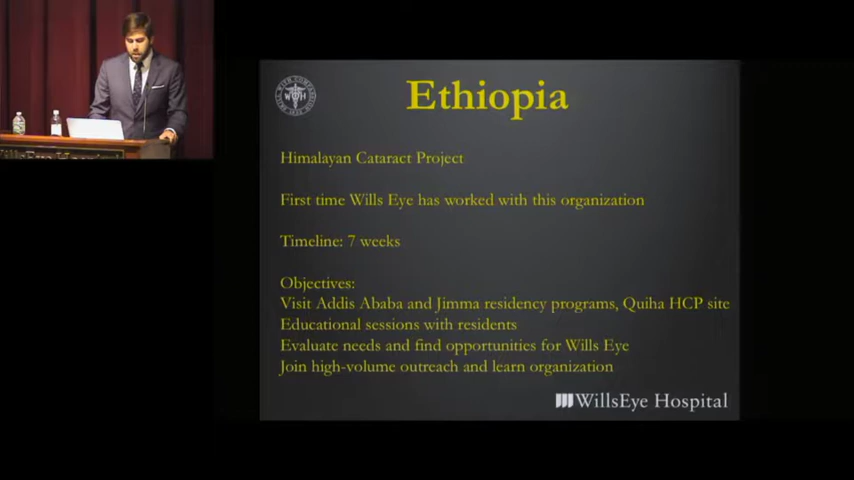 Ethiopia
Himalayan Cataract Project
First time Wills Eye has worked with this organization
Timeline: 7 weeks
Objectives:
Visit Addis Ababa and Jimma residency programs, Quiha HCP site
Educational sessions with residents
Evaluate needs and find opportunities for Wills Eye
Join high-volume outreach and learn organization
WillsEye Hospital